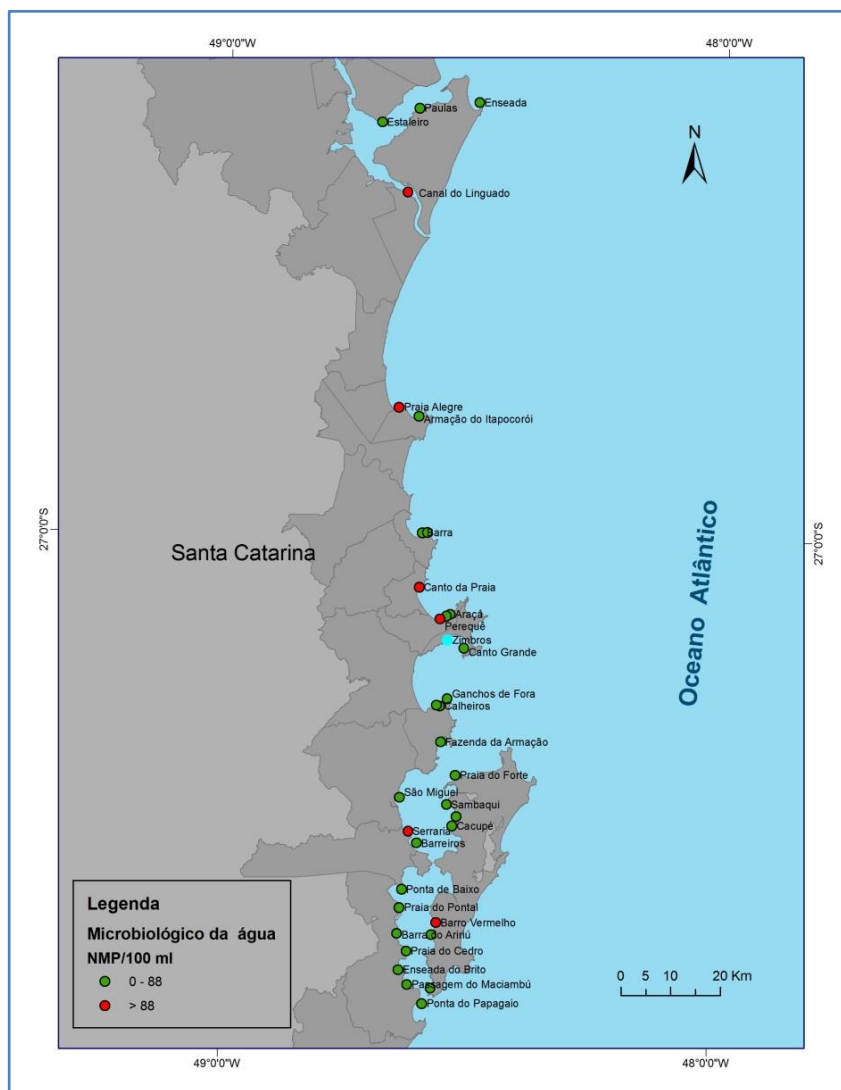 49°0'0"W
48°0'0"W
Enseada
Paulas
Estaleiro
N
Canal do Linguado
Praia Alegre
Armação do Itapocorói
27°0'0"S
Barra
27°0'0"S
Santa Catarina
Oceano Atlântico
Canto da Praia
Araçá
Perequê
Zimbros
Canto Grande
Ganchos de Fora
Calheiros
Fazenda da Armação
Praia do Forte
São Miguel
Sambaqui
Cacupé
Serraria
Barreiros
Ponta de Baixo
Praia do Pontal
Barro Vermelho
Barra do Aririú
Praia do Cedro
Enseada do Brito
Passagem do Maciambú
Ponta do Papagaio
Legenda
Microbiológico da água
NMP/100 ml
0 - 88
> 88
0 5 10 20 Km
49°0'0"W
48°0'0"W